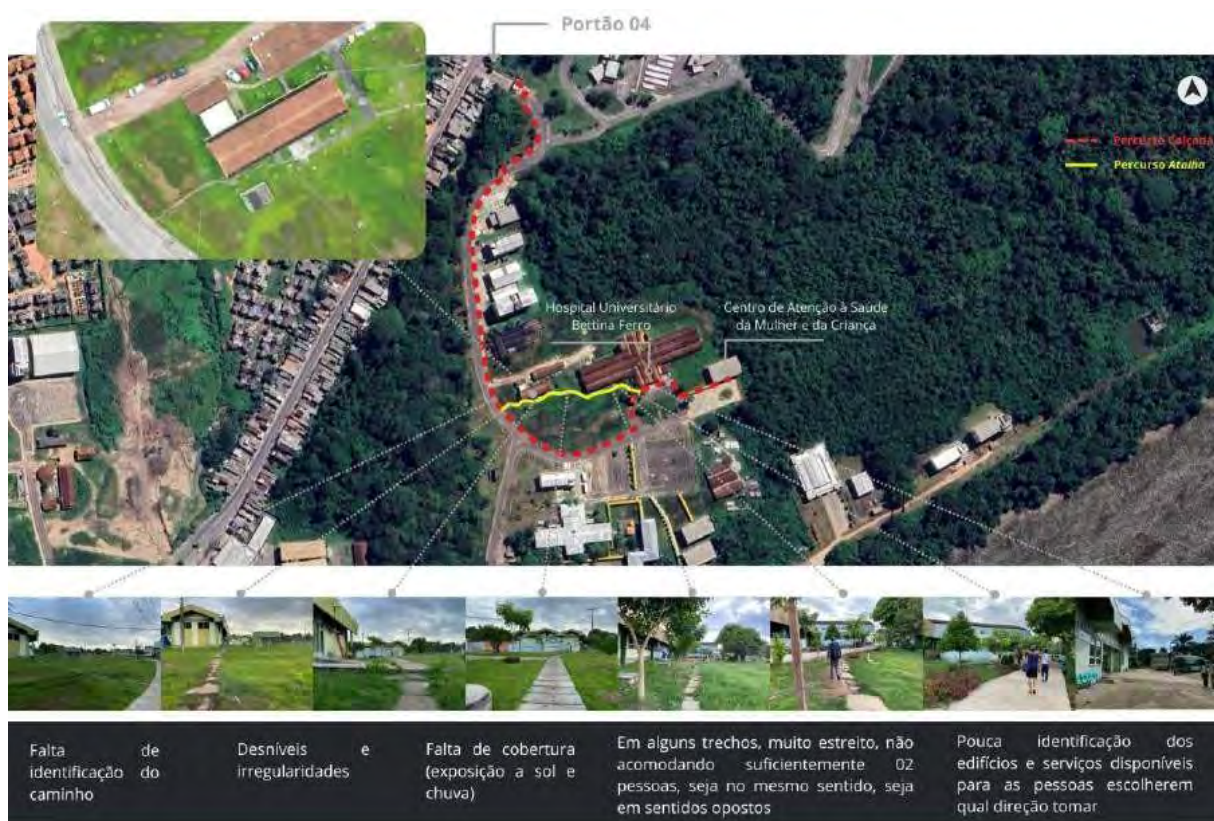 Portão 04
Percurso Calçada
Percurso Atalho
Hospital Universitário
Bettina Ferro
Centro de Atenção à Saúde
da Mulher e da Criança
Falta de
identificação do
caminho
Desníveis e
irregularidades
Falta de cobertura
(exposição a sol e
chuva)
Em alguns trechos, muito estreito, não
acomodando suficientemente 02
pessoas, seja no mesmo sentido, seja
em sentidos opostos
Pouca identificação dos
edifícios e serviços disponíveis
para as pessoas escolherem
qual direção tomar